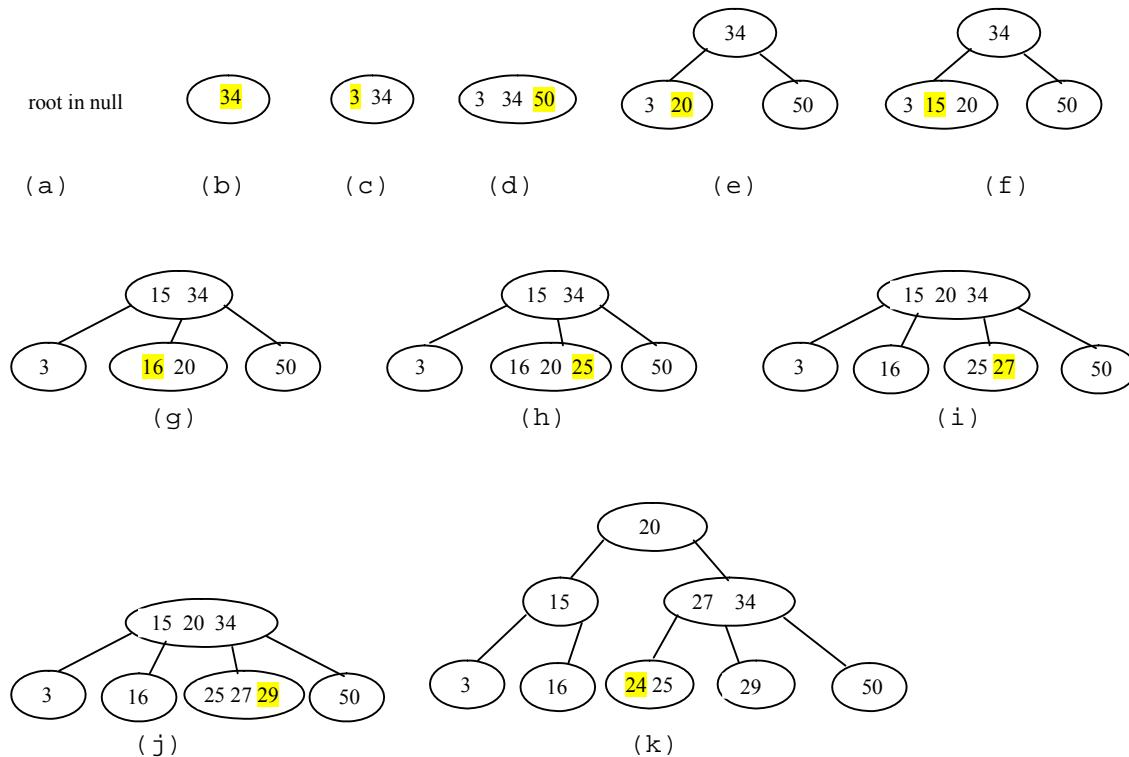 34
34
root in null
34
3 34
3 34 50
3 20
50
3 15 20
50
(a)
(b)
(c)
(d)
(e)
(f)
15 34
15 34
15 20 34
3
16 20
50
3
16 20 25
50
3
16
25 27
50
(g)
(h)
(i)
20
15
27 34
15 20 34
3
16
25 27 29
50
3
16
24 25
29
50
(j)
(k)